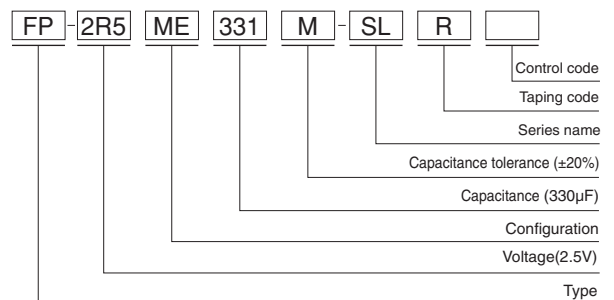 FP-2R5 ME 331 M-SL R
Control code
Taping code
Series name
Capacitance tolerance (±20%)
Capacitance (330µF)
Configuration
Voltage(2.5V)
Type